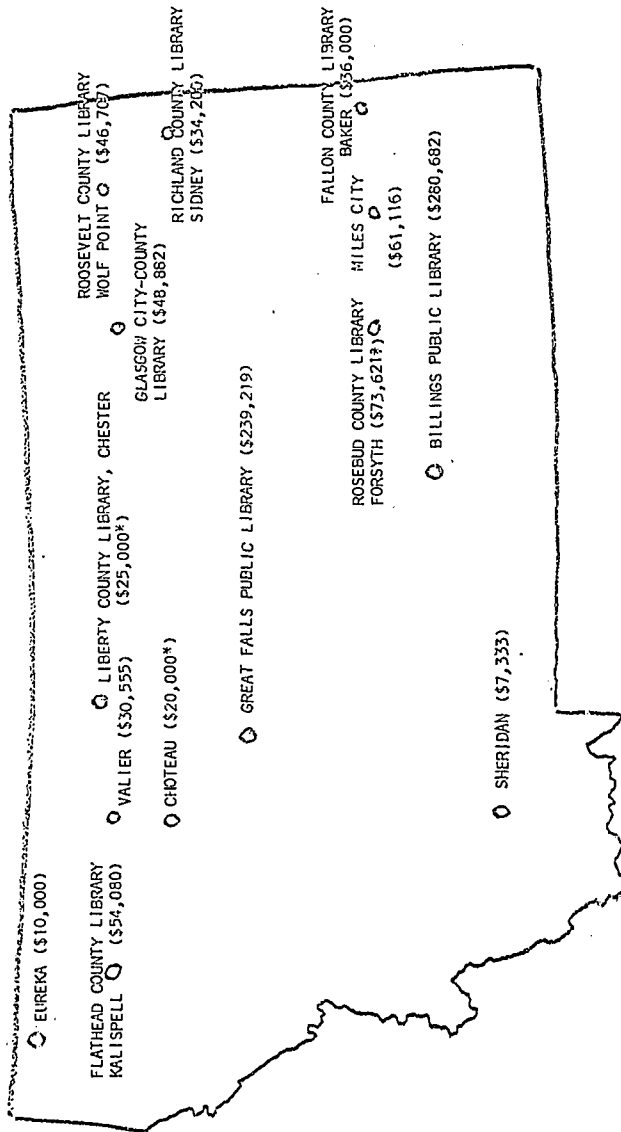 EUREKA ($10,000)
FLATHEAD COUNTY LIBRARY
KALISPELL ($54,080)
LIBERTY COUNTY LIBRARY, CHESTER
($25,000*)
VALIER ($30,555)
CHOTEAU ($20,000*)
GREAT FALLS PUBLIC LIBRARY ($239,219)
ROOSEVELT COUNTY LIBRARY
WOLF POINT
GLASGOW CITY-COUNTY
LIBRARY ($48,862)
RICHLAND COUNTY LIBRARY
SIDNEY
FALLON COUNTY LIBRARY
BAKER ($36,000)
MILES CITY
($61,116)
ROSEBUD COUNTY LIBRARY
FORSYTH ($73,621*)
BILLINGS PUBLIC LIBRARY ($280,682)
SHERIDAN ($7,333)